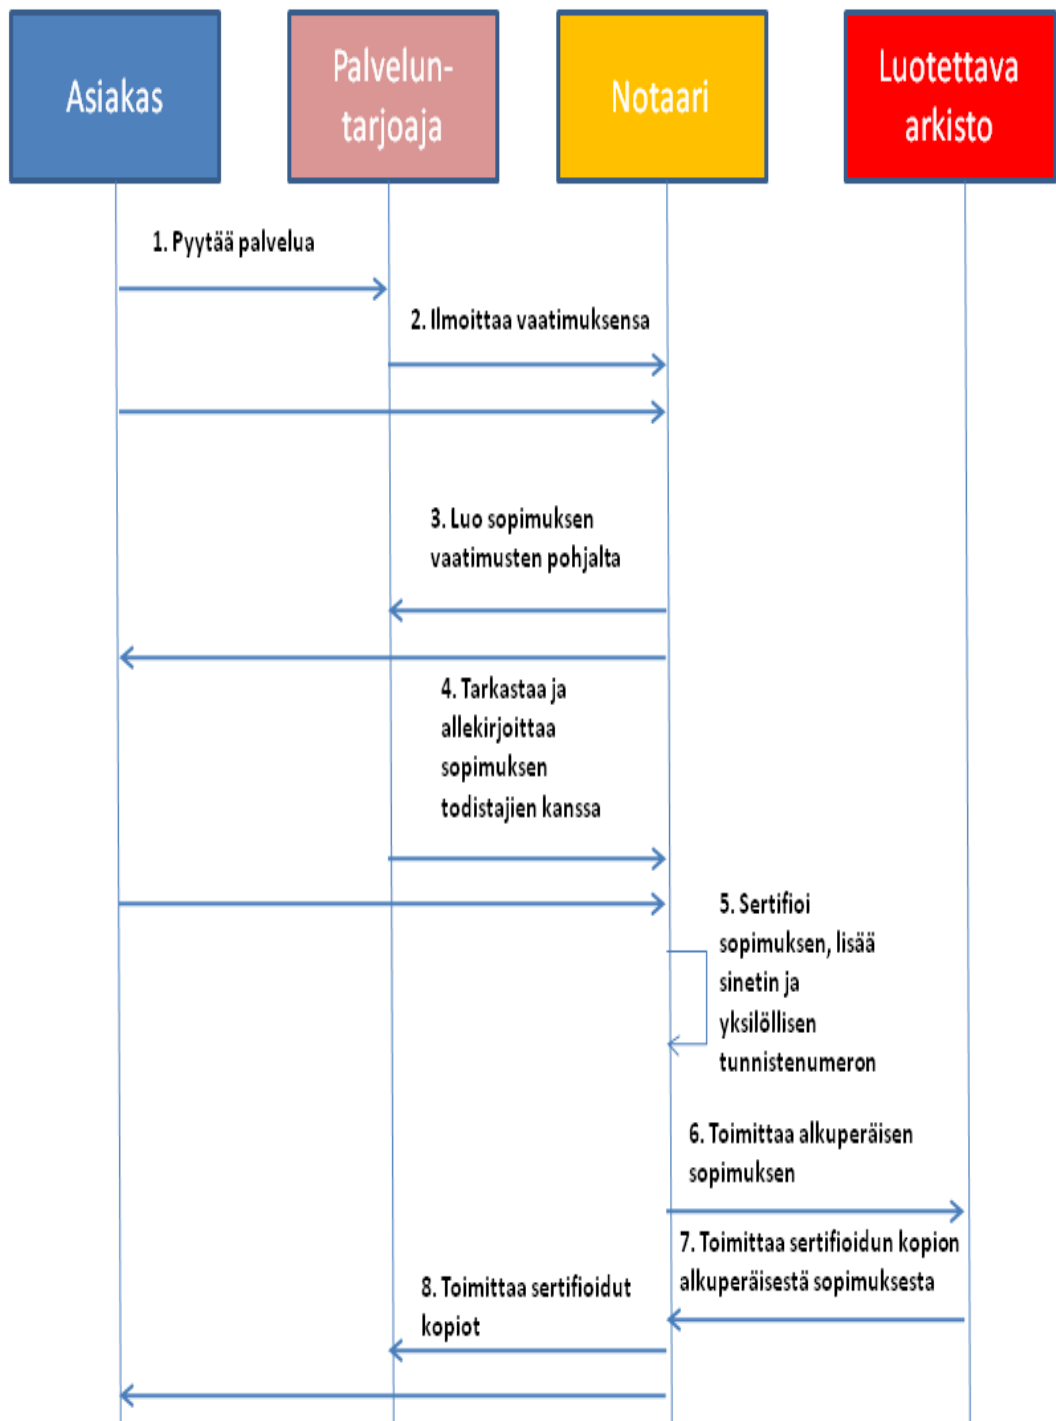 Asiakas
Palvelun-
tarjoaja
Notaari
Luotettava
arkisto
1. Pyytää palvelua
2. Ilmoittaa vaatimuksensa
3. Luo sopimuksen
vaatimusten pohjalta
4. Tarkastaa ja
allekirjoittaa
sopimuksen
todistajien kanssa
5. Sertifioi
sopimuksen, lisää
sinetin ja
yksilöllisen
tunnistenumeron
6. Toimittaa alkuperäisen
sopimuksen
7. Toimittaa sertifioidun kopion
alkuperäisestä sopimuksesta
8. Toimittaa sertifioidut
kopiot